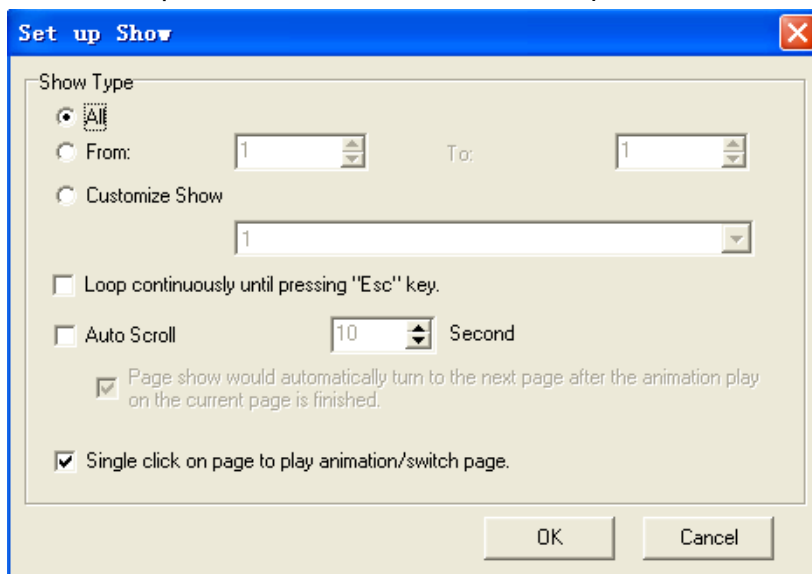 Set up Show
Show Type
All
From: 1 To: 1
Customize Show
1
Loop continuously until pressing "Esc" key.
Auto Scroll 10 Second
Page show would automatically turn to the next page after the animation play
on the current page is finished.
Single click on page to play animation/switch page.
OK Cancel